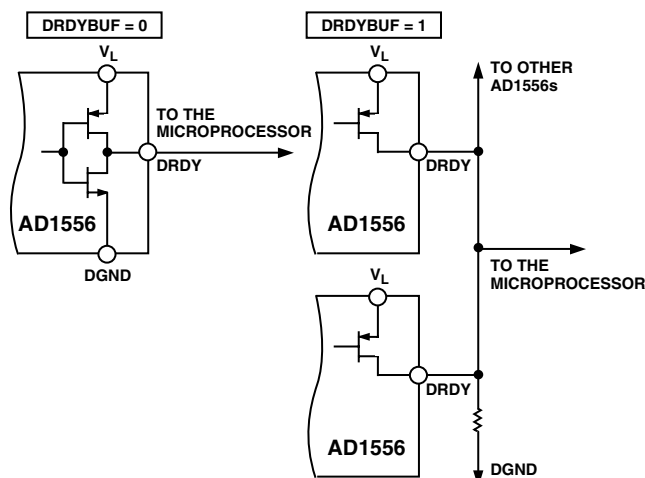 DRDYBUF = 0
VL
TO THE
MICROPROCESSOR
DRDY
AD1556
DGND
DRDYBUF = 1
VL
TO OTHER
AD1556s
DRDY
AD1556
TO THE
MICROPROCESSOR
VL
DRDY
AD1556
DGND